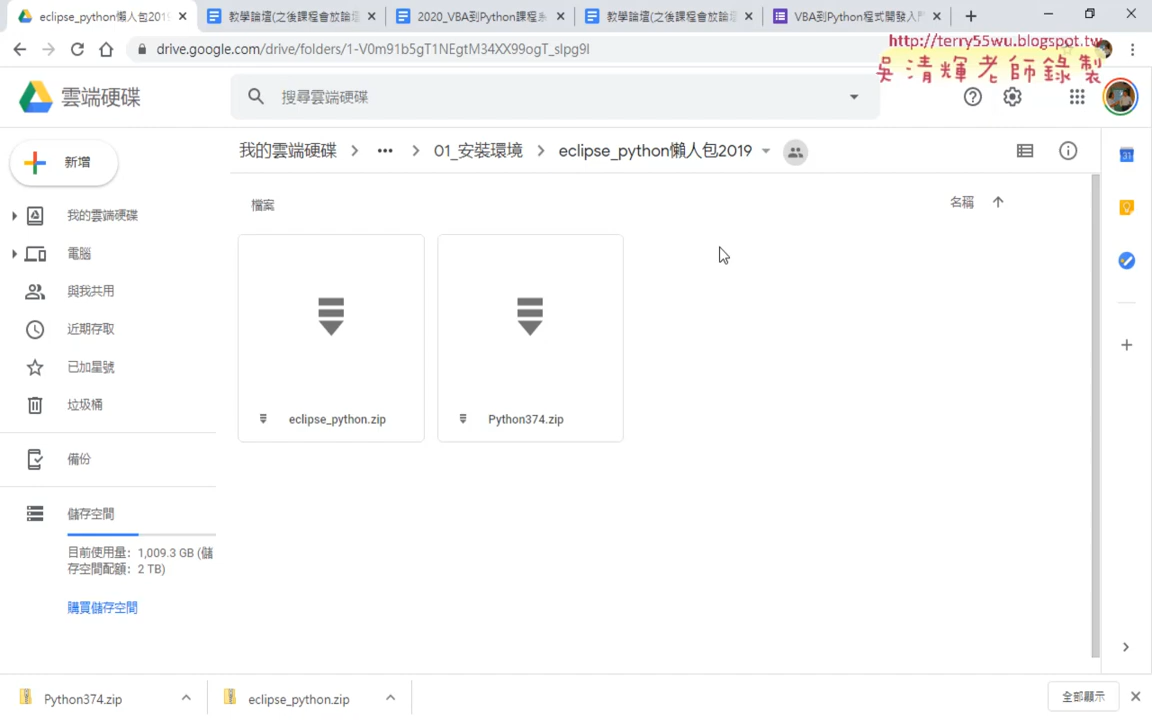 eclipse_python懶人包2019
教學論壇(之後課程會放論壇
2020_VBA到Python課程系
教學論壇(之後課程會放論壇
VBA到Python程式開發入門
drive.google.com/drive/folders/1-V0m91b5gT1NEgtM34XX99ogT_sIpg9I
http://terry55wu.blogspot.tw
吳清輝老師錄製
雲端硬碟
搜尋雲端硬碟
新增
我的雲端硬碟
•••
01_安裝環境
eclipse_python懶人包2019
檔案
名稱
我的雲端硬碟
電腦
與我共用
近期存取
已加星號
垃圾桶
備份
儲存空間
目前使用量：1,009.3 GB (儲
存空間配額：2 TB)
購買儲存空間
eclipse_python.zip
Python374.zip
31
Python374.zip
eclipse_python.zip
全部顯示